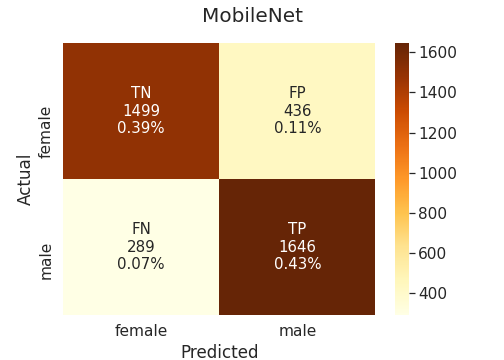 MobileNet
TN
1499
0.39%
FP
436
0.11%
FN
289
0.07%
TP
1646
0.43%
female
male
Actual
female
male
Predicted
1600
1400
1200
1000
800
600
400